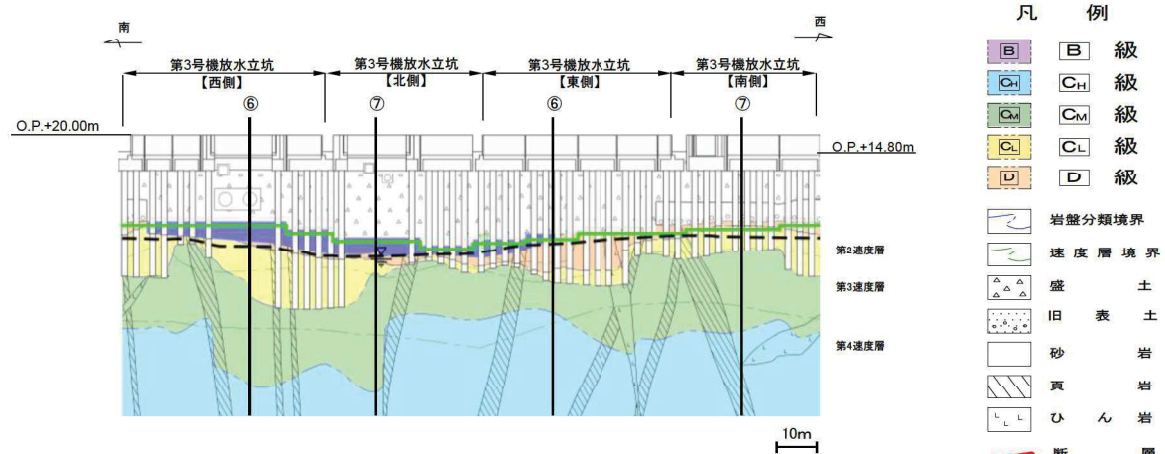 南
西
第3号機放水立坑
【西側】
第3号機放水立坑
【北側】
第3号機放水立坑
【東側】
第3号機放水立坑
【南側】
⑥
⑦
⑥
⑦
O.P.+20.00m
O.P.+14.80m
第2速度層
第3速度層
第4速度層
10m
凡 例
B B 級
CH CH 級
CM CM 級
CL CL 級
D D 級
岩盤分類境界
速度層境界
盛土
旧表土
砂岩
頁岩
ひん岩
断層